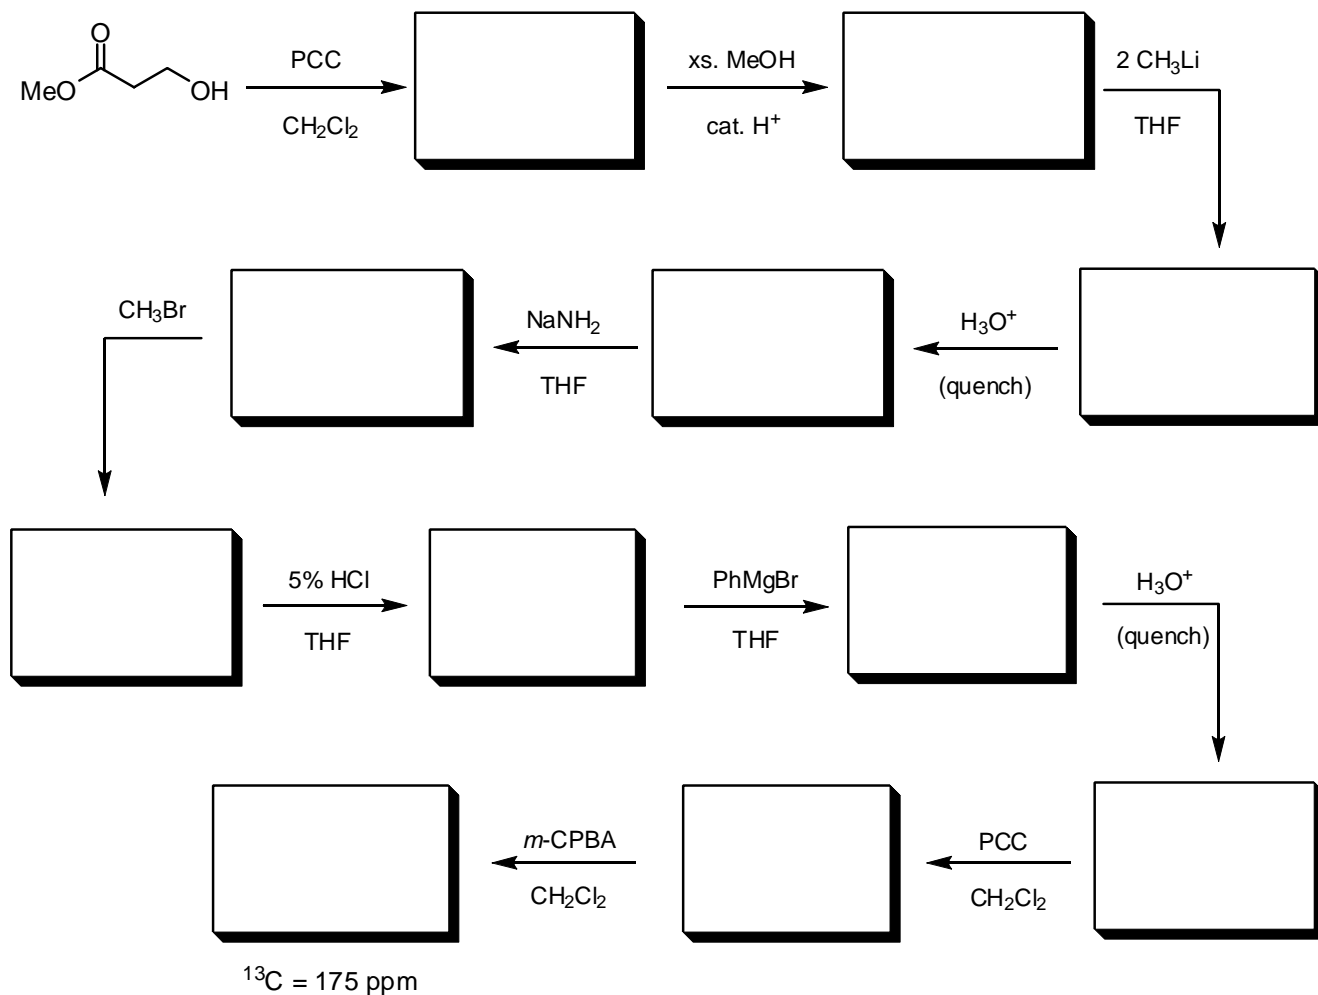 O
MeO
OH
PCC
CH₂Cl₂
xs. MeOH
cat. H⁺
2 CH₃Li
THF
H₃O⁺
(quench)
NaNH₂
THF
CH₃Br
5% HCl
THF
PhMgBr
THF
H₃O⁺
(quench)
PCC
CH₂Cl₂
m-CPBA
CH₂Cl₂
¹³C = 175 ppm